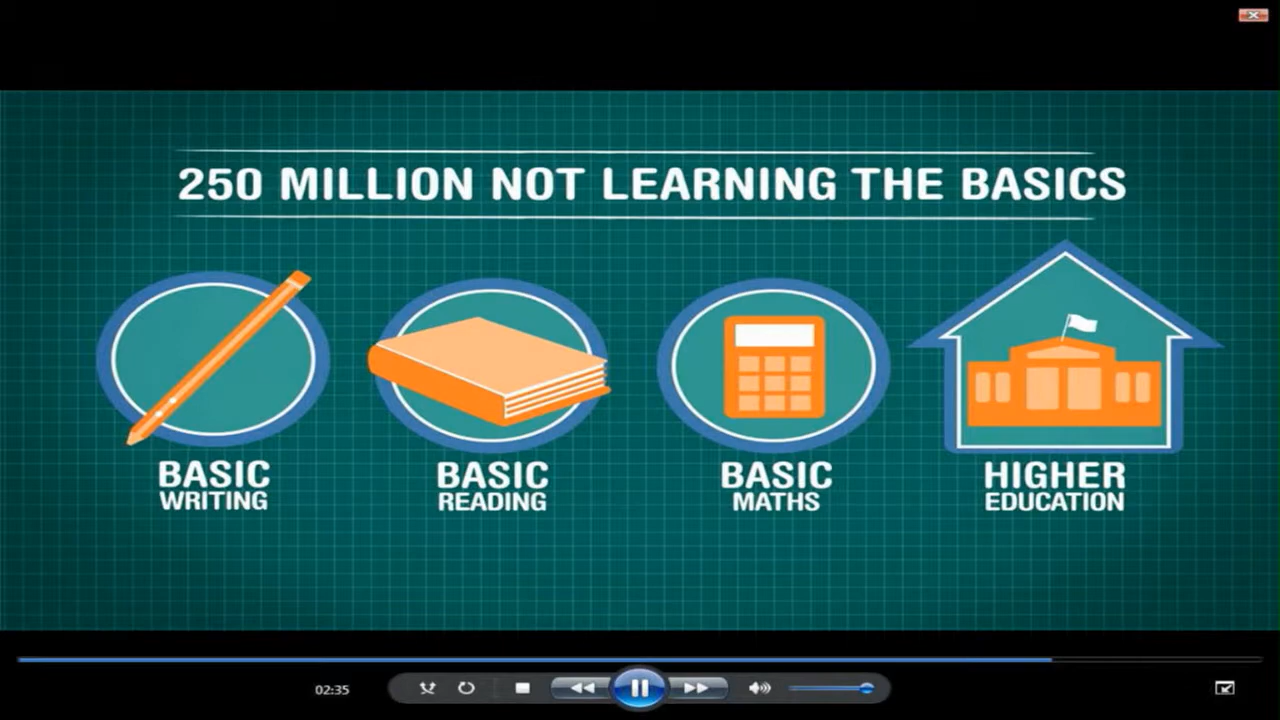 250 MILLION NOT LEARNING THE BASICS
BASIC
WRITING
BASIC
READING
BASIC
MATHS
HIGHER
EDUCATION
02:35